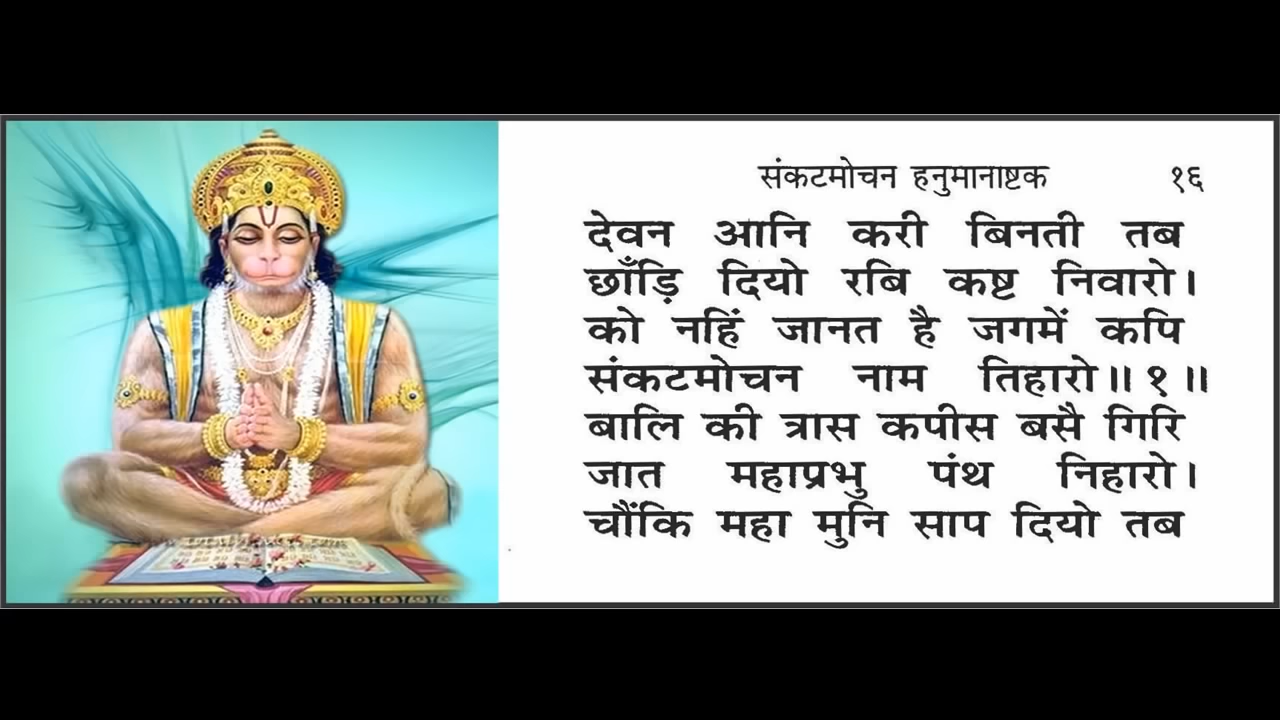 संकटमोचन हनुमानाष्टक १६
देवन आनि करी बिनती तब
छाँड़ि दियो रबि कष्ट निवारो।
को नहिं जानत है जगमें कपि
संकटमोचन नाम तिहारो॥ १ ॥
बालि की त्रास कपीस बसै गिरि
जात महाप्रभु पंथ निहारो।
चौंकि महा मुनि साप दियो तब